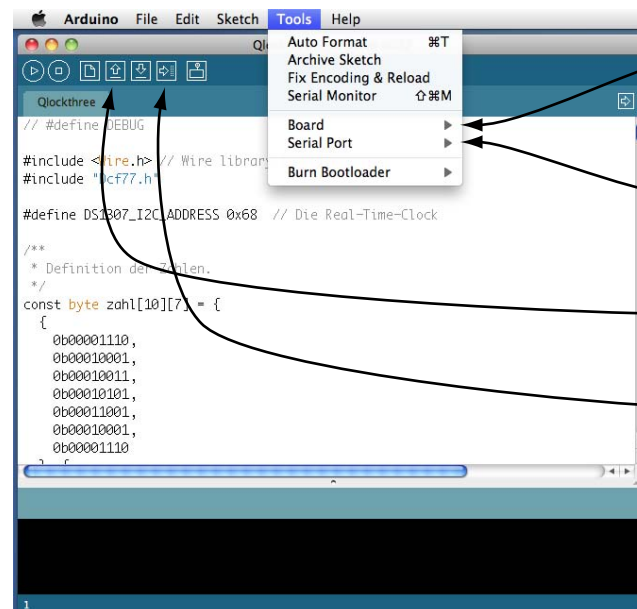 Arduino File Edit Sketch Tools Help
Qlo
Auto Format ⌘T
Archive Sketch
Fix Encoding & Reload
Serial Monitor ⇧⌘M
Board
Serial Port
Burn Bootloader
Qlockthree
// #define DEBUG
#include <Wire.h> // Wire library
#include "Dcf77.h"
#define DS1307_I2C_ADDRESS 0x68 // Die Real-Time-Clock
/**
* Definition der Zahlen.
*/
const byte zahl[10][7] = {
{
0b00001110,
0b00010001,
0b00010011,
0b00010101,
0b00011001,
0b00010001,
0b00001110
1